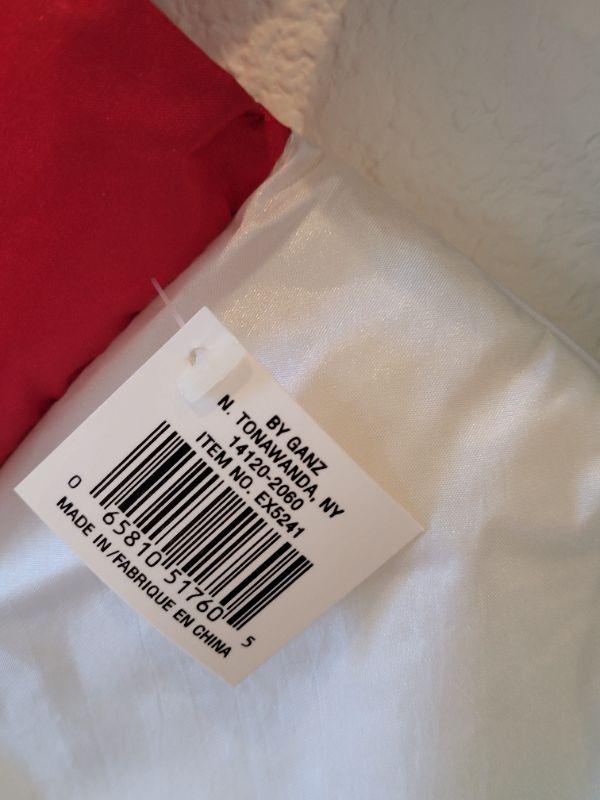 BY GANZ
N. TONAWANDA, NY
14120-2060
ITEM NO. EX5241
0 65810 51760 5
MADE IN /FABRIQUE EN CHINA